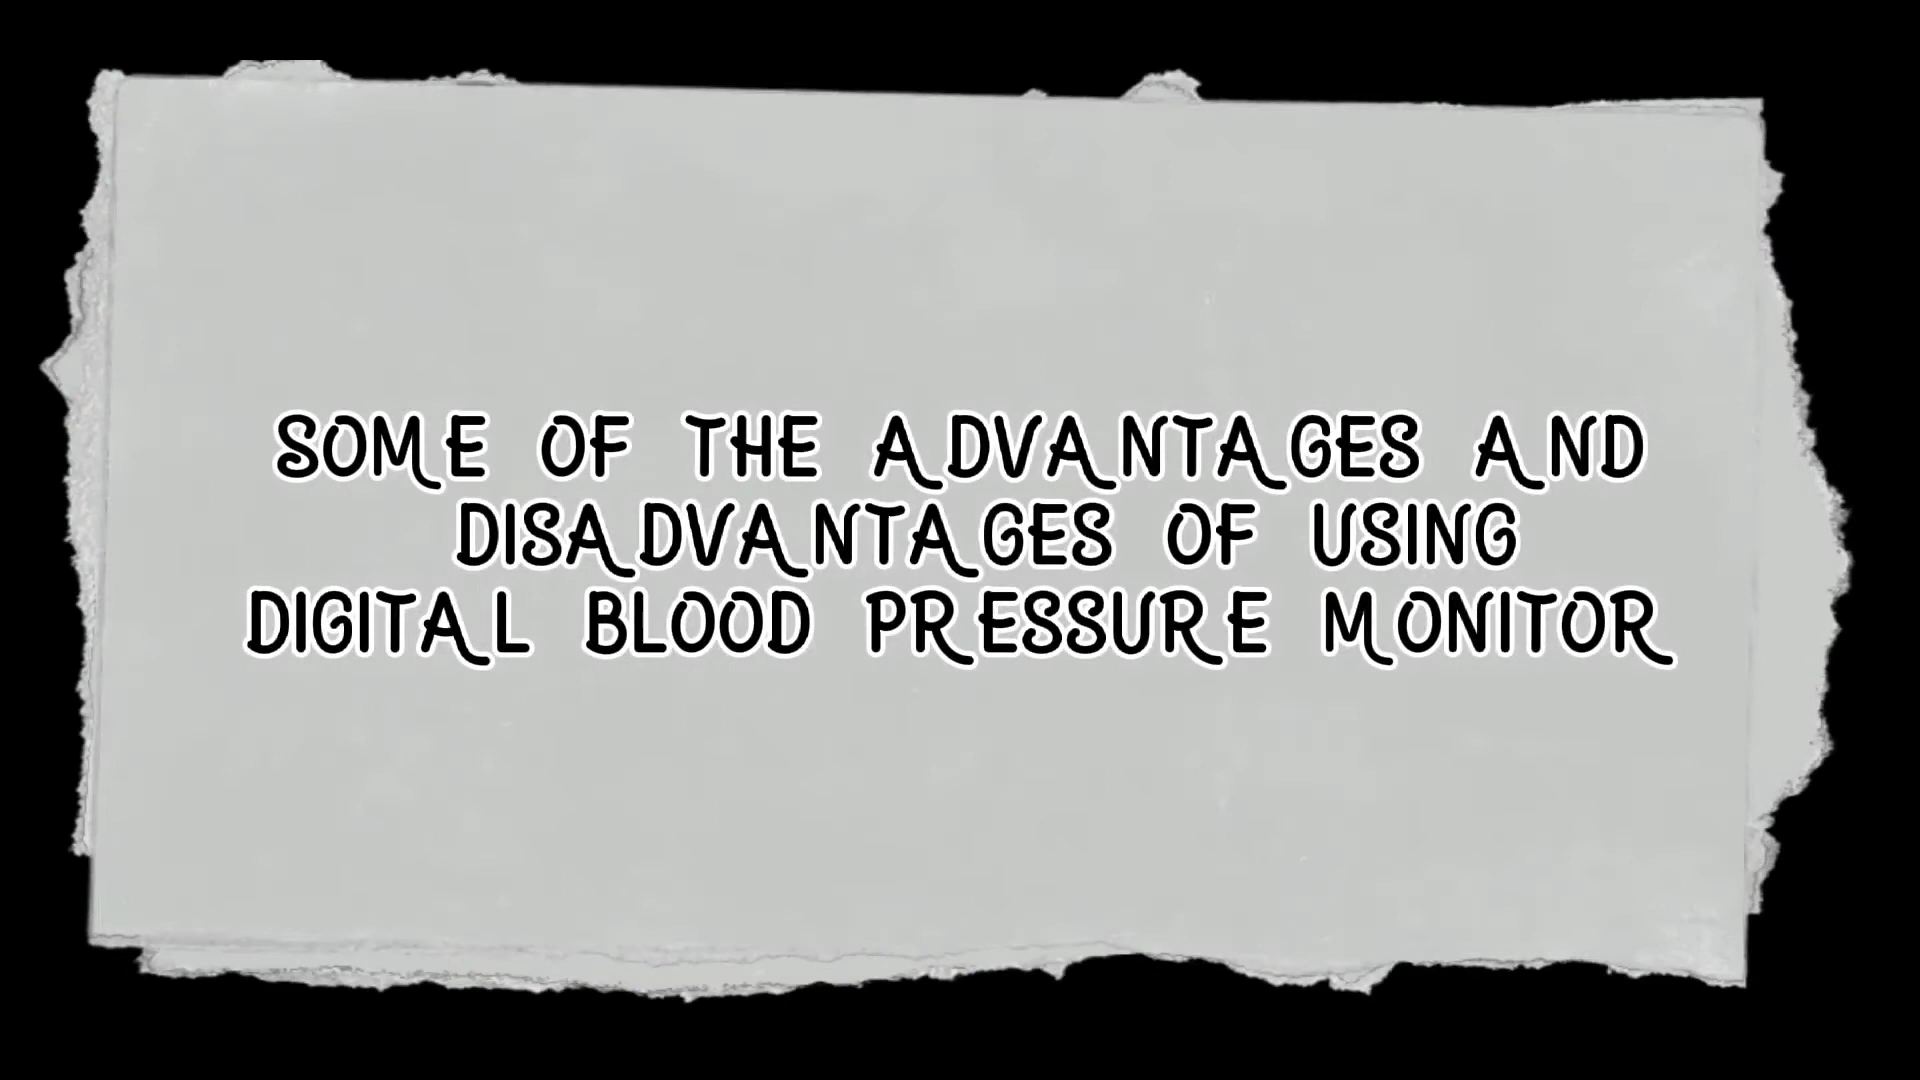 SOME OF THE ADVANTAGES AND
DISADVANTAGES OF USING
DIGITAL BLOOD PRESSURE MONITOR